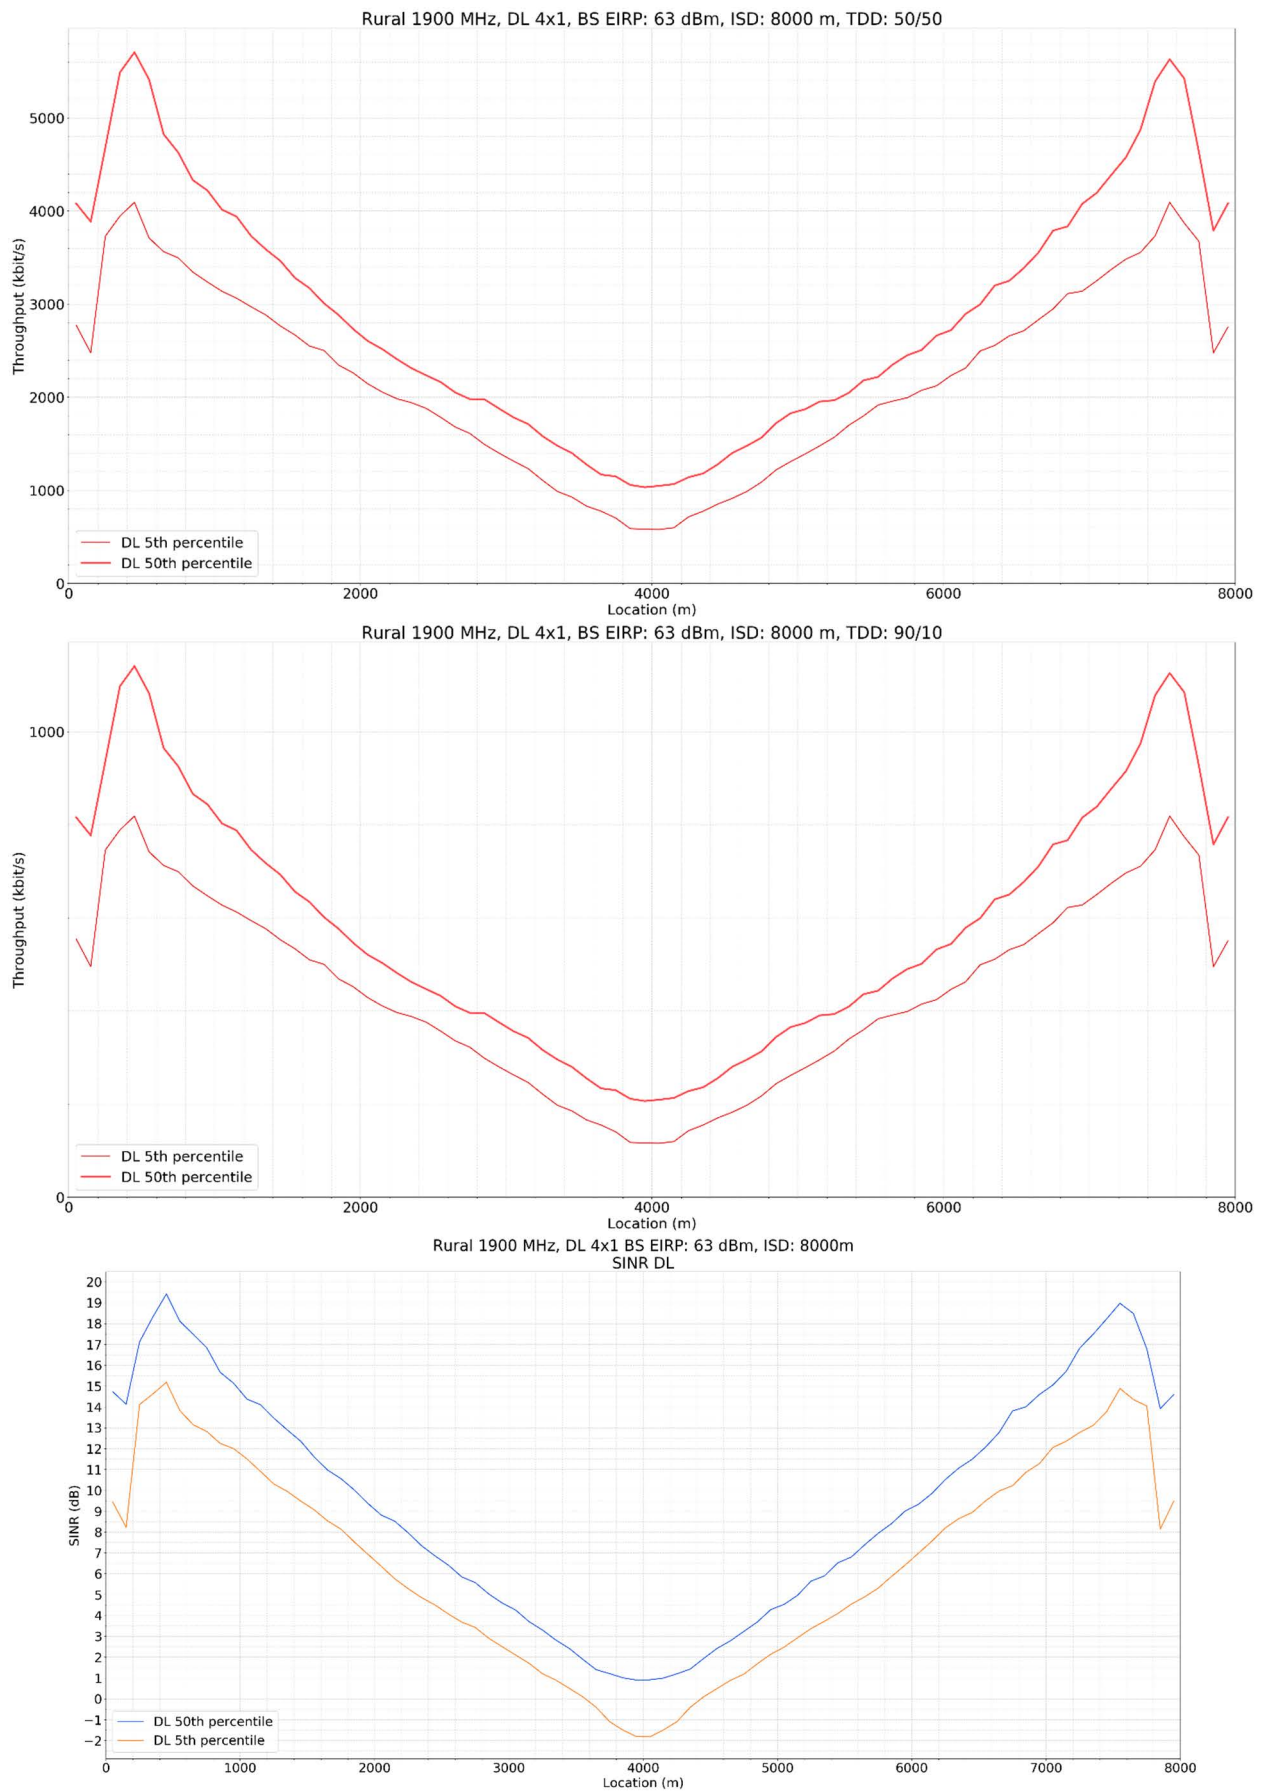 Rural 1900 MHz, DL 4x1, BS EIRP: 63 dBm, ISD: 8000 m, TDD: 50/50
5000
4000
3000
2000
1000
0
Throughput (kbit/s)
DL 5th percentile
DL 50th percentile
0 2000 4000 6000 8000
Location (m)
Rural 1900 MHz, DL 4x1, BS EIRP: 63 dBm, ISD: 8000 m, TDD: 90/10
1000
0
Throughput (kbit/s)
DL 5th percentile
DL 50th percentile
0 2000 4000 6000 8000
Location (m)
Rural 1900 MHz, DL 4x1 BS EIRP: 63 dBm, ISD: 8000m
SINR DL
20
19
18
17
16
15
14
13
12
11
10
9
8
7
6
5
4
3
2
1
0
−1
−2
SINR (dB)
DL 50th percentile
DL 5th percentile
0 1000 2000 3000 4000 5000 6000 7000 8000
Location (m)